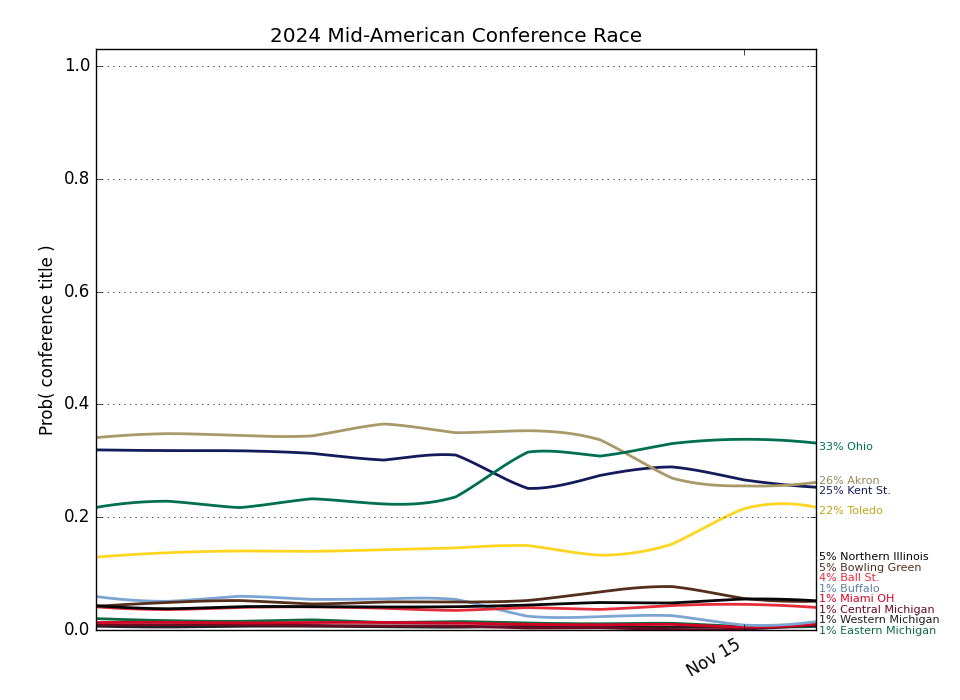 2024 Mid-American Conference Race
1.0
0.8
0.6
0.4
0.2
0.0
Prob( conference title )
33% Ohio
26% Akron
25% Kent St.
22% Toledo
5% Northern Illinois
5% Bowling Green
4% Ball St.
1% Buffalo
1% Miami OH
1% Central Michigan
1% Western Michigan
1% Eastern Michigan
Nov 15